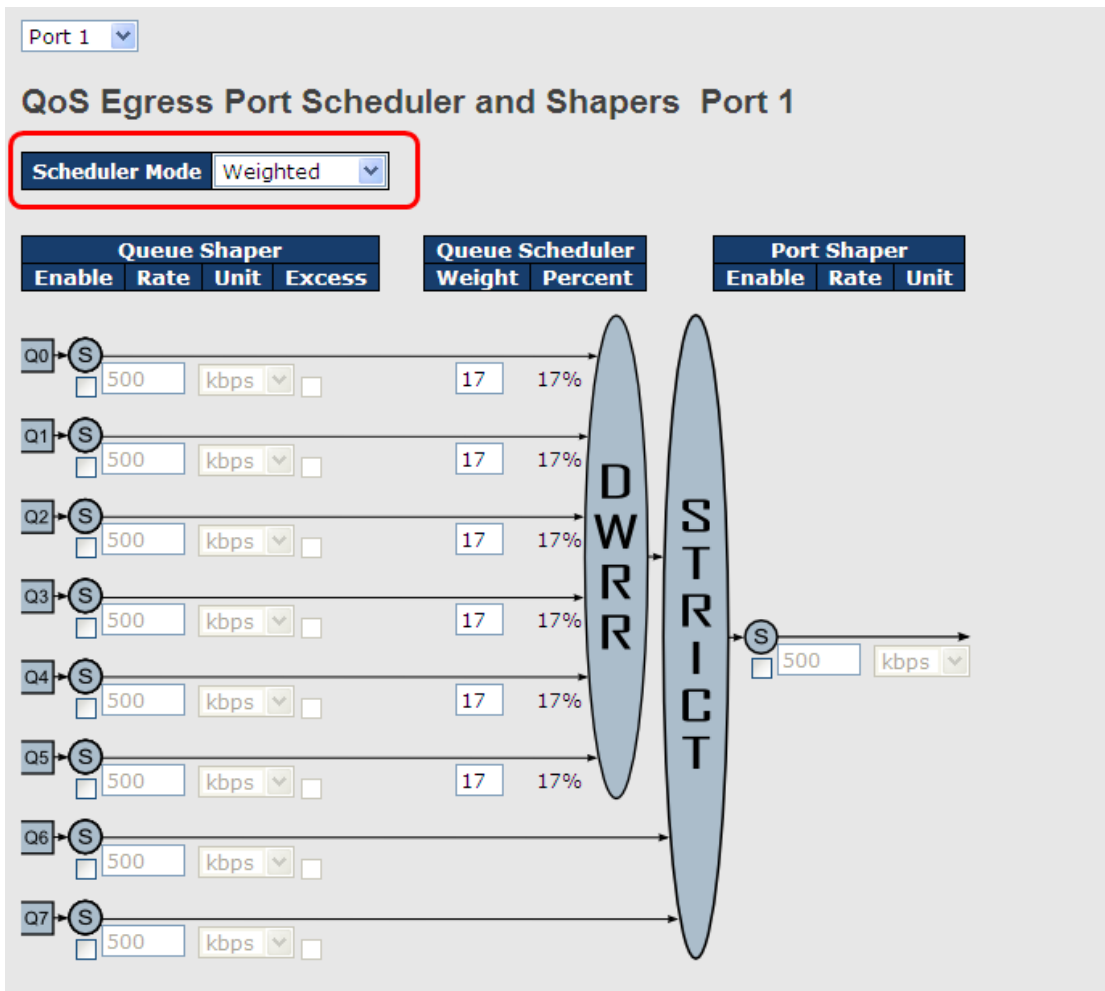 Port 1
QoS Egress Port Scheduler and Shapers Port 1
Scheduler Mode Weighted
Queue Shaper Queue Scheduler Port Shaper
Enable Rate Unit Excess Weight Percent Enable Rate Unit
Q0 S
500 kbps 17 17%
Q1 S
500 kbps 17 17%
Q2 S
500 kbps 17 17%
Q3 S
500 kbps 17 17%
Q4 S
500 kbps 17 17%
Q5 S
500 kbps 17 17%
Q6 S
500 kbps
Q7 S
500 kbps
DWRR
STRICT
S
500 kbps